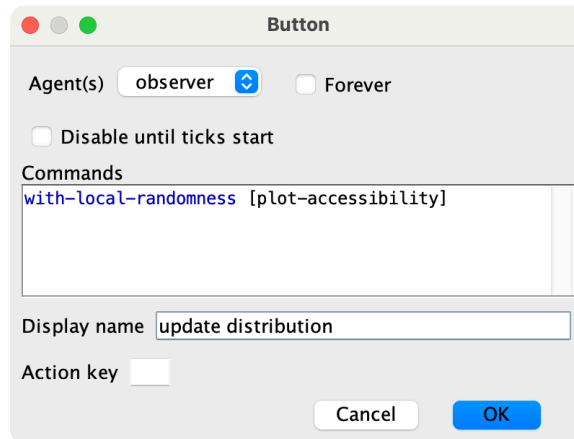 Button
Agent(s) observer Forever
Disable until ticks start
Commands
with-local-randomness [plot-accessibility]
Display name update distribution
Action key
Cancel OK